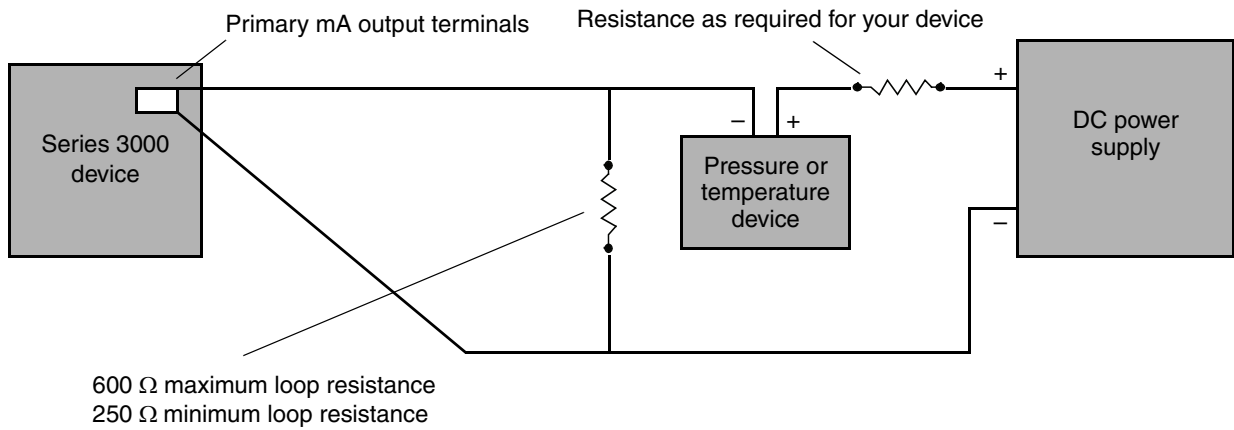 Primary mA output terminals
Resistance as required for your device
Series 3000
device
–
+
Pressure or
temperature
device
+
–
DC power
supply
600 Ω maximum loop resistance
250 Ω minimum loop resistance